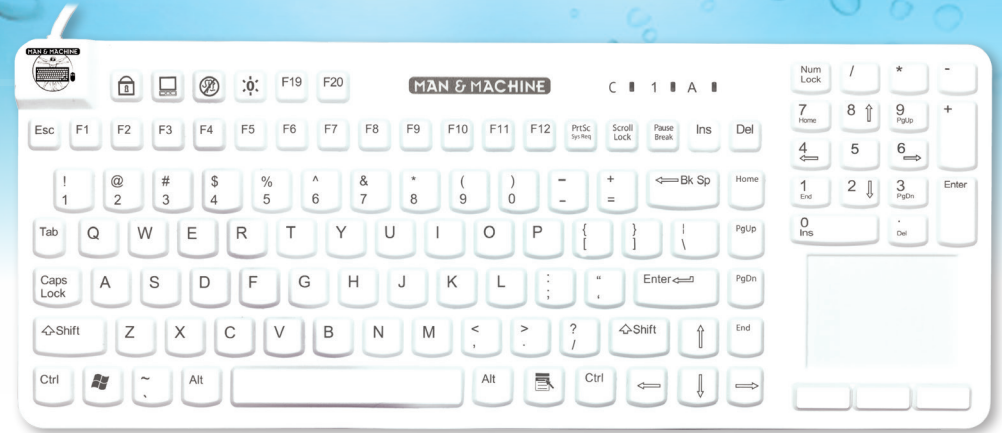 MAN & MACHINE
F19 F20 MAN & MACHINE C 1 A
Num Lock / * -
Esc F1 F2 F3 F4 F5 F6 F7 F8 F9 F10 F11 F12 PrtSc Sys Req Scroll Lock Pause Break Ins Del
7 Home 8 ⇧ 9 PgUp +
4 ⇦ 5 6 ⇨
! 1 @ 2 # 3 $ 4 % 5 ^ 6 & 7 * 8 ( 9 ) 0 _ - + = ⇦ Bk Sp Home
1 End 2 ⇩ 3 PgDn Enter
Tab Q W E R T Y U I O P { [ } ] ¦ \ PgUp
0 Ins . Del
Caps Lock A S D F G H J K L : ; “ ‘ Enter PgDn
⇧Shift Z X C V B N M < , > . ? / ⇧Shift ⇧ End
Ctrl ~ ` Alt Alt Ctrl ⇦ ⇩ ⇨